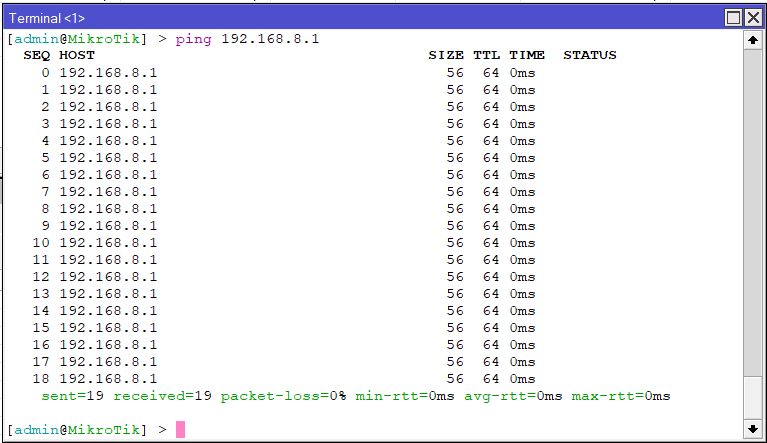 Terminal <1>
[admin@MikroTik] > ping 192.168.8.1
SEQ HOST SIZE TTL TIME STATUS
0 192.168.8.1 56 64 0ms
1 192.168.8.1 56 64 0ms
2 192.168.8.1 56 64 0ms
3 192.168.8.1 56 64 0ms
4 192.168.8.1 56 64 0ms
5 192.168.8.1 56 64 0ms
6 192.168.8.1 56 64 0ms
7 192.168.8.1 56 64 0ms
8 192.168.8.1 56 64 0ms
9 192.168.8.1 56 64 0ms
10 192.168.8.1 56 64 0ms
11 192.168.8.1 56 64 0ms
12 192.168.8.1 56 64 0ms
13 192.168.8.1 56 64 0ms
14 192.168.8.1 56 64 0ms
15 192.168.8.1 56 64 0ms
16 192.168.8.1 56 64 0ms
17 192.168.8.1 56 64 0ms
18 192.168.8.1 56 64 0ms
sent=19 received=19 packet-loss=0% min-rtt=0ms avg-rtt=0ms max-rtt=0ms
[admin@MikroTik] >